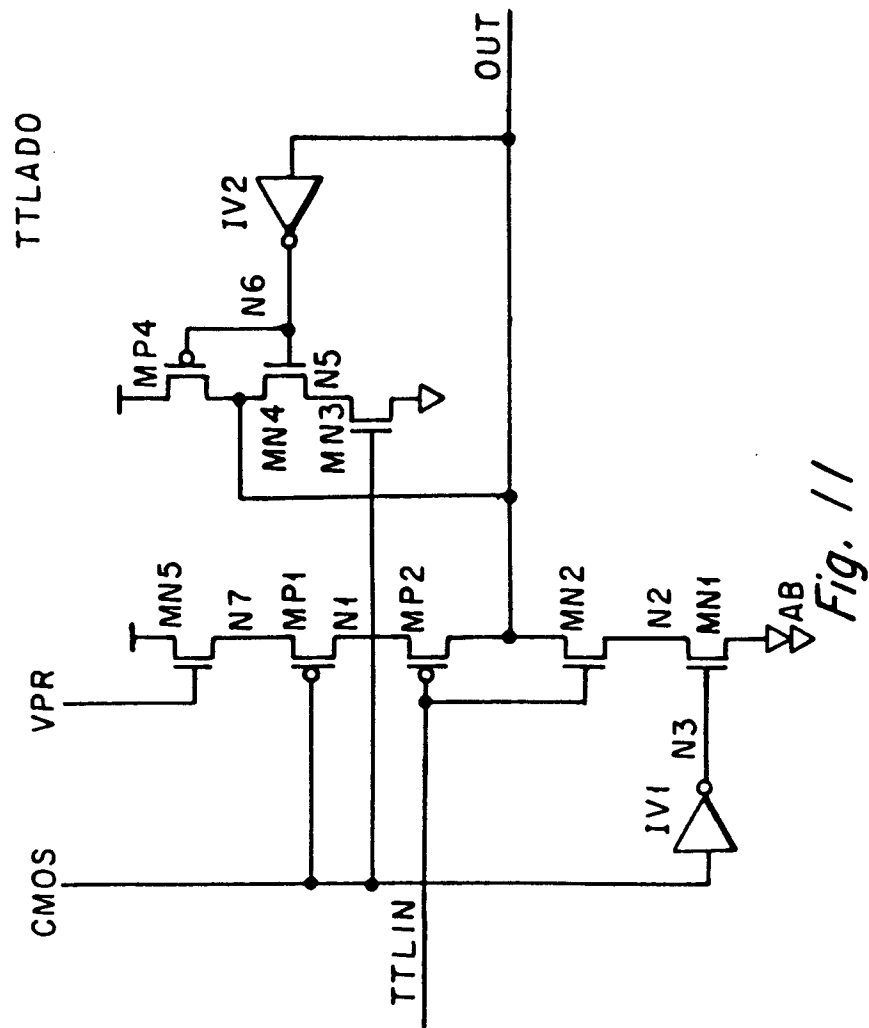 TTLADO
CMOS
VPR
MN5
N7
MP1
N1
MP2
MN2
N2
MN1
AB
N3
IV1
TTLIN
MP4
N6
MN4
N5
MN3
IV2
OUT
Fig. 11